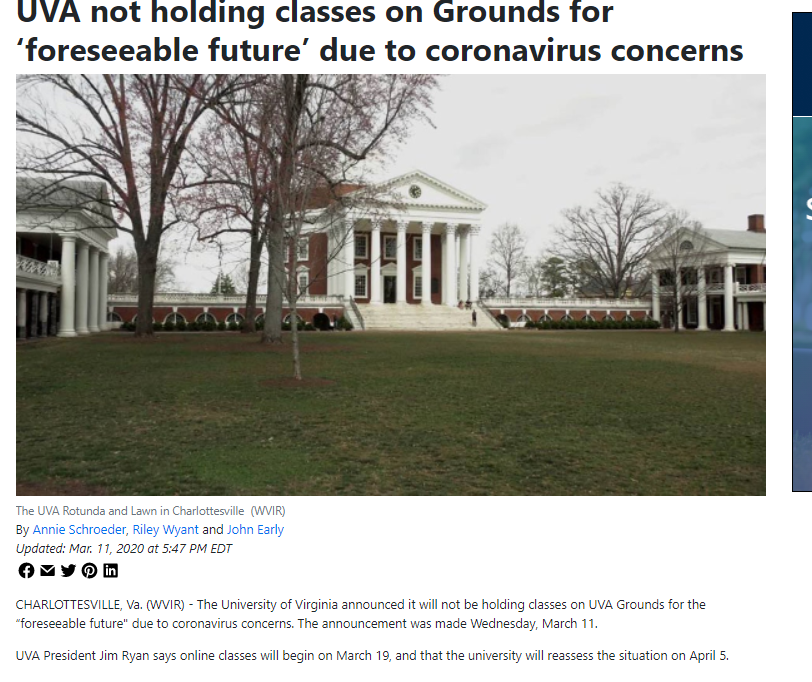 UVA not holding classes on Grounds for
‘foreseeable future’ due to coronavirus concerns
The UVA Rotunda and Lawn in Charlottesville (WVIR)
By Annie Schroeder, Riley Wyant and John Early
Updated: Mar. 11, 2020 at 5:47 PM EDT
CHARLOTTESVILLE, Va. (WVIR) - The University of Virginia announced it will not be holding classes on UVA Grounds for the
“foreseeable future" due to coronavirus concerns. The announcement was made Wednesday, March 11.
UVA President Jim Ryan says online classes will begin on March 19, and that the university will reassess the situation on April 5.